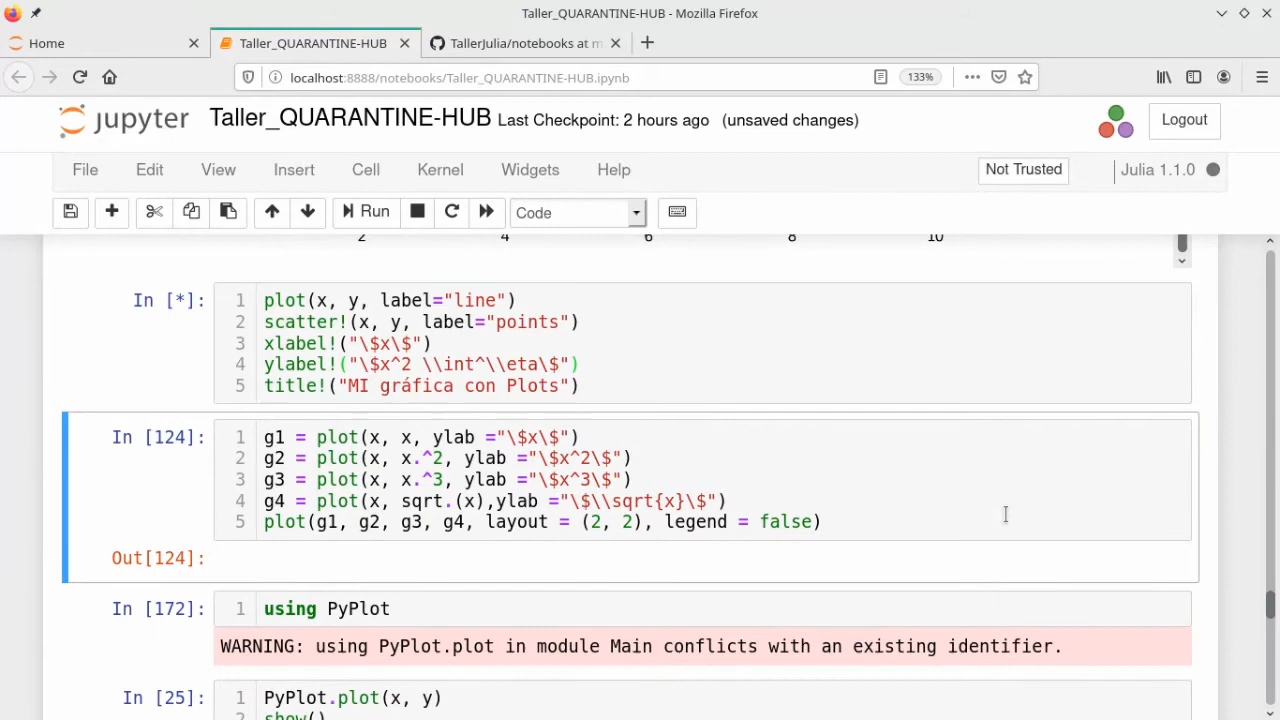 Taller_QUARANTINE-HUB - Mozilla Firefox
Home
Taller_QUARANTINE-HUB
TallerJulia/notebooks at m
localhost:8888/notebooks/Taller_QUARANTINE-HUB.ipynb
133%
jupyter Taller_QUARANTINE-HUB Last Checkpoint: 2 hours ago (unsaved changes)
Logout
File Edit View Insert Cell Kernel Widgets Help
Not Trusted
Julia 1.1.0
Run
Code
2 4 6 8 10
In [*]:
1 plot(x, y, label="line")
2 scatter!(x, y, label="points")
3 xlabel!("\$x\$")
4 ylabel!("\$x^2 \\int^\\eta\$")
5 title!("MI gráfica con Plots")
In [124]:
1 g1 = plot(x, x, ylab ="\$x\$")
2 g2 = plot(x, x.^2, ylab ="\$x^2\$")
3 g3 = plot(x, x.^3, ylab ="\$x^3\$")
4 g4 = plot(x, sqrt.(x),ylab ="\$\\sqrt{x}\$")
5 plot(g1, g2, g3, g4, layout = (2, 2), legend = false)
Out[124]:
In [172]:
1 using PyPlot
WARNING: using PyPlot.plot in module Main conflicts with an existing identifier.
In [25]:
1 PyPlot.plot(x, y)
2 show()